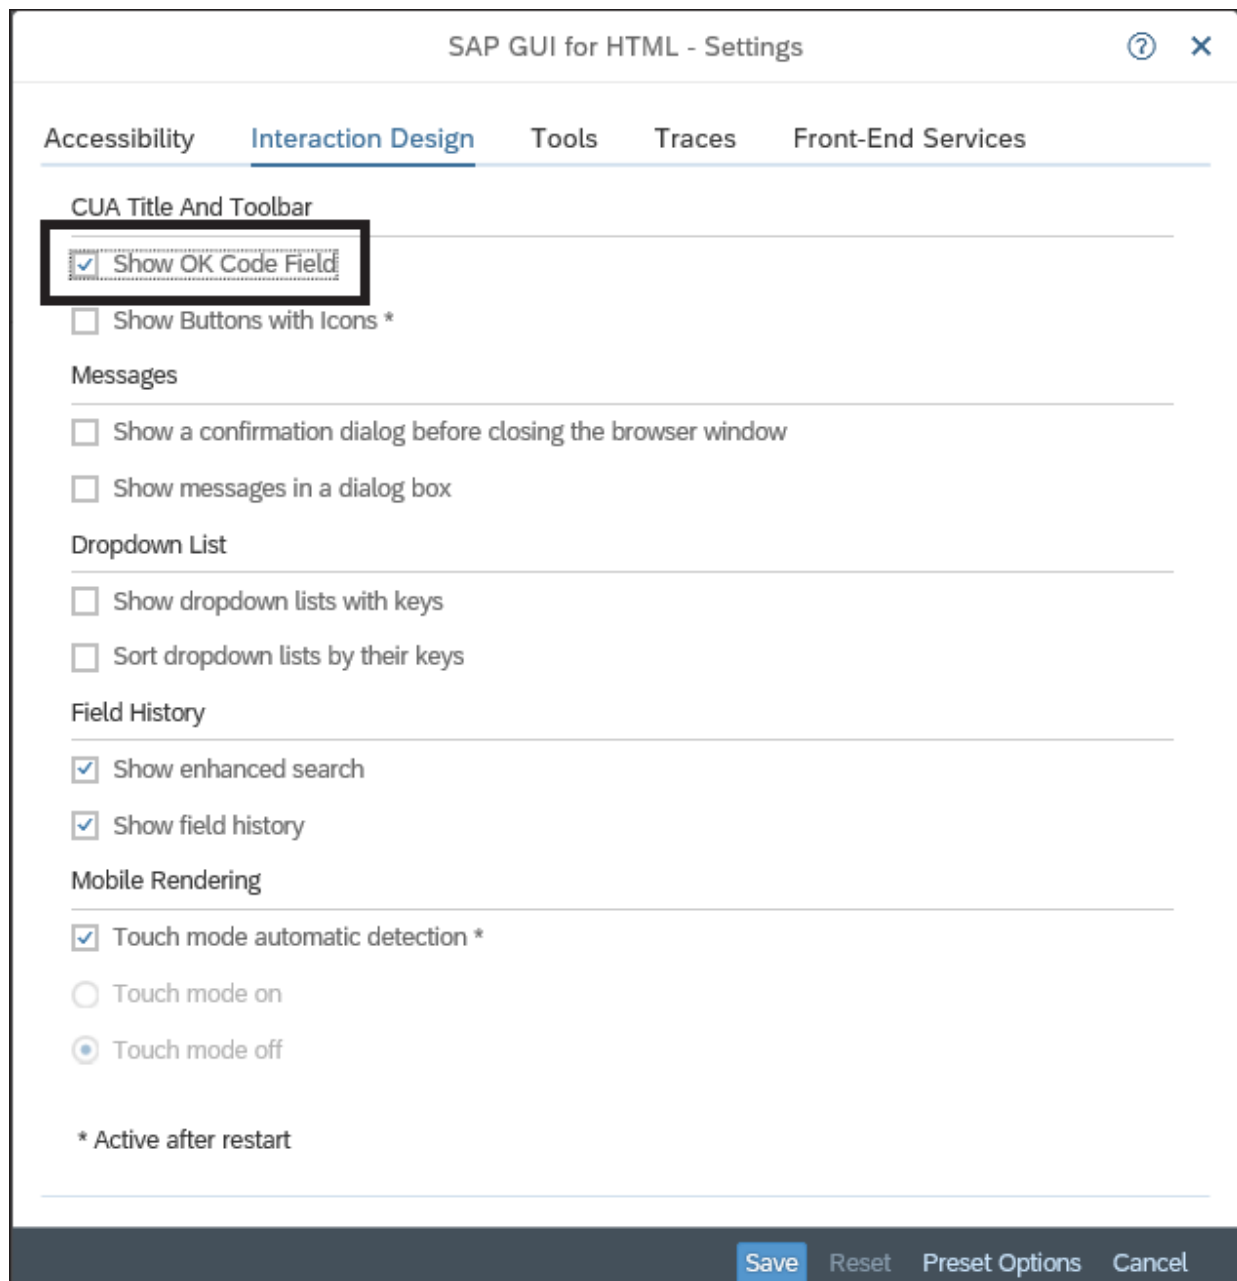 SAP GUI for HTML - Settings
Accessibility Interaction Design Tools Traces Front-End Services
CUA Title And Toolbar
Show OK Code Field
Show Buttons with Icons *
Messages
Show a confirmation dialog before closing the browser window
Show messages in a dialog box
Dropdown List
Show dropdown lists with keys
Sort dropdown lists by their keys
Field History
Show enhanced search
Show field history
Mobile Rendering
Touch mode automatic detection *
Touch mode on
Touch mode off
* Active after restart
Save Reset Preset Options Cancel